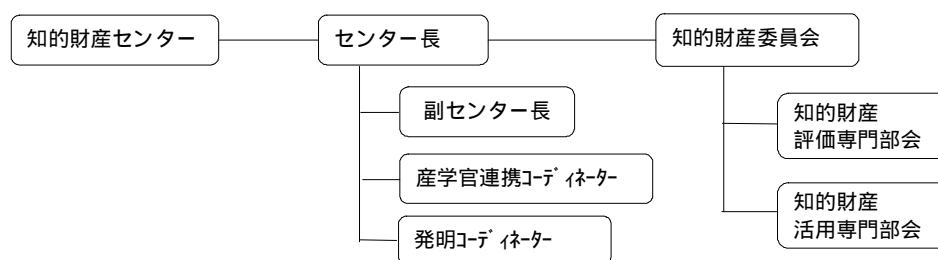 知的財産センター
センター長
知的財産委員会
副センター長
産学官連携ｺｰﾃﾞｨﾈｰﾀｰ
発明ｺｰﾃﾞｨﾈｰﾀｰ
知的財産
評価専門部会
知的財産
活用専門部会